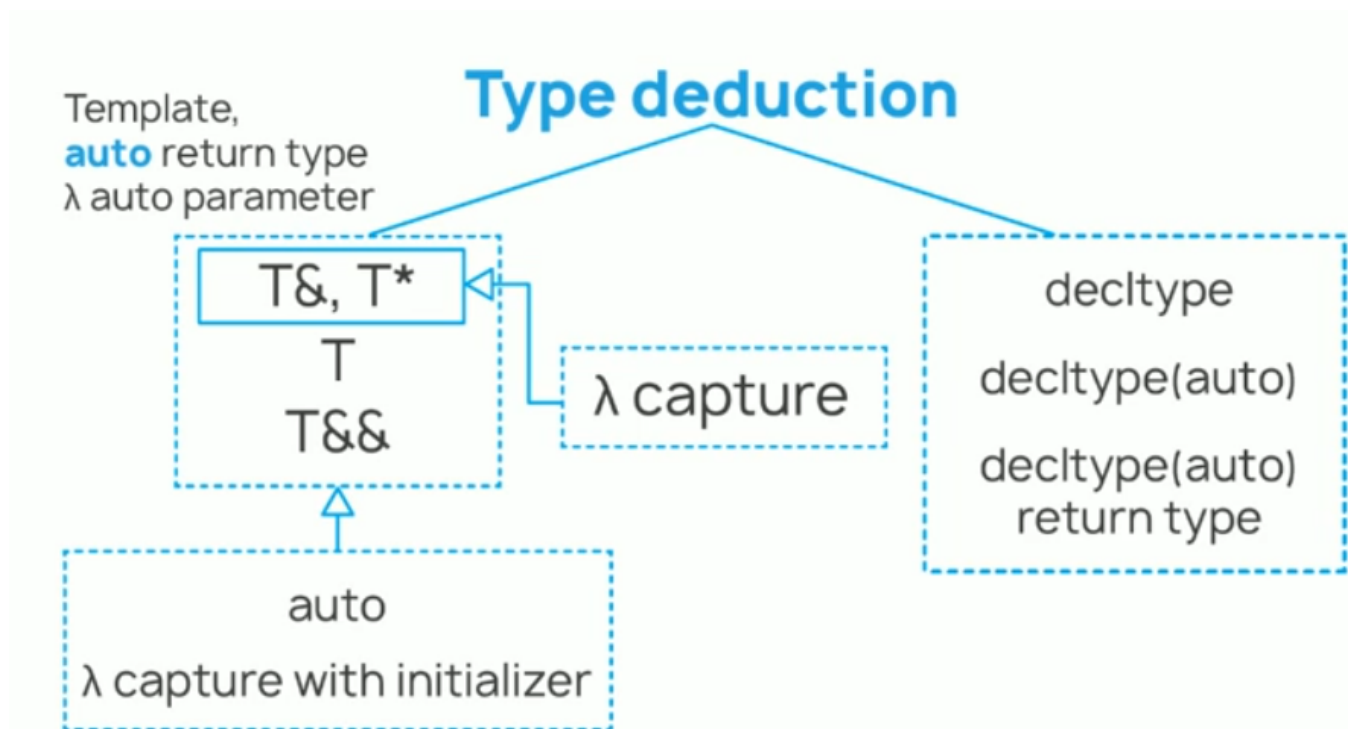 Type deduction
Template,
auto return type
λ auto parameter
T&, T*
T
T&&
λ capture
decltype
decltype(auto)
decltype(auto)
return type
auto
λ capture with initializer